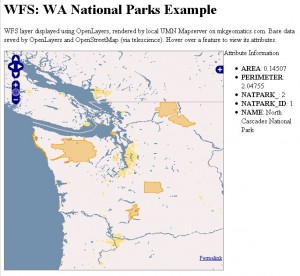 WFS: WA National Parks Example
WFS layer displayed using OpenLayers, rendered by local UMN Mapserver on mkgeomatics.com. Base data
served by OpenLayers and OpenStreetMap (via telascience). Hover over a feature to view its attributes.
Attribute Information
AREA: 0.14507
PERIMETER:
2.04755
NATPARK_: 2
NATPARK_ID: 1
NAME: North
Cascades National
Park
Permalink